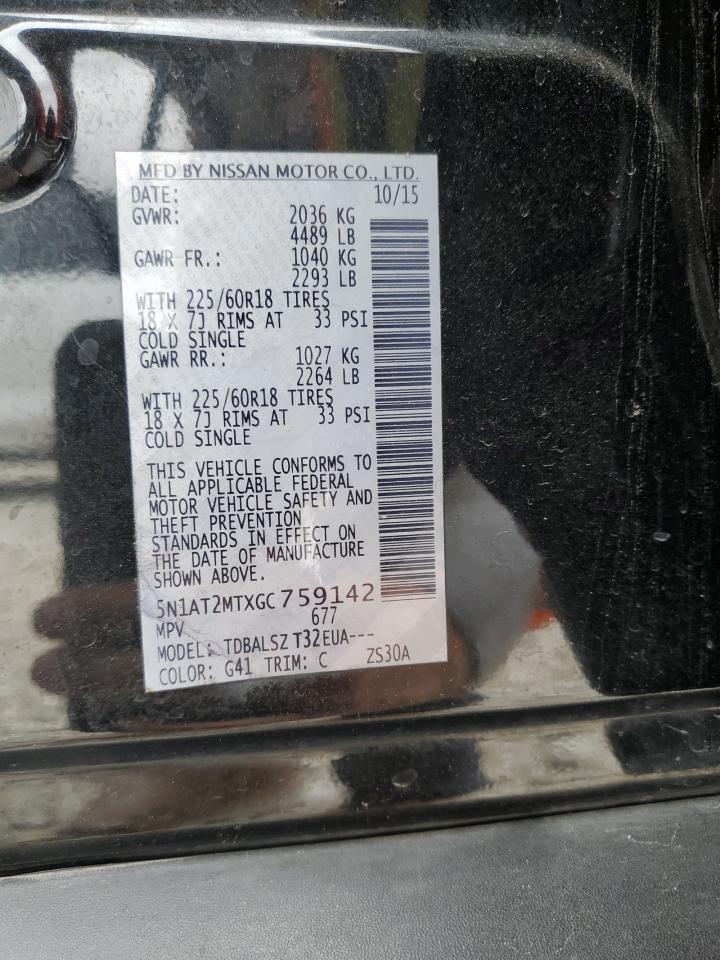 MFD BY NISSAN MOTOR CO., LTD.
DATE: 10/15
GVWR: 2036 KG
4489 LB
GAWR FR.: 1040 KG
2293 LB
WITH 225/60R18 TIRES
18 X 7J RIMS AT 33 PSI
COLD SINGLE
GAWR RR.: 1027 KG
2264 LB
WITH 225/60R18 TIRES
18 X 7J RIMS AT 33 PSI
COLD SINGLE
THIS VEHICLE CONFORMS TO
ALL APPLICABLE FEDERAL
MOTOR VEHICLE SAFETY AND
THEFT PREVENTION
STANDARDS IN EFFECT ON
THE DATE OF MANUFACTURE
SHOWN ABOVE.
5N1AT2MTXGC759142
MPV 677
MODEL: TDBALSZ T32EUA---
COLOR: G41 TRIM: C ZS30A